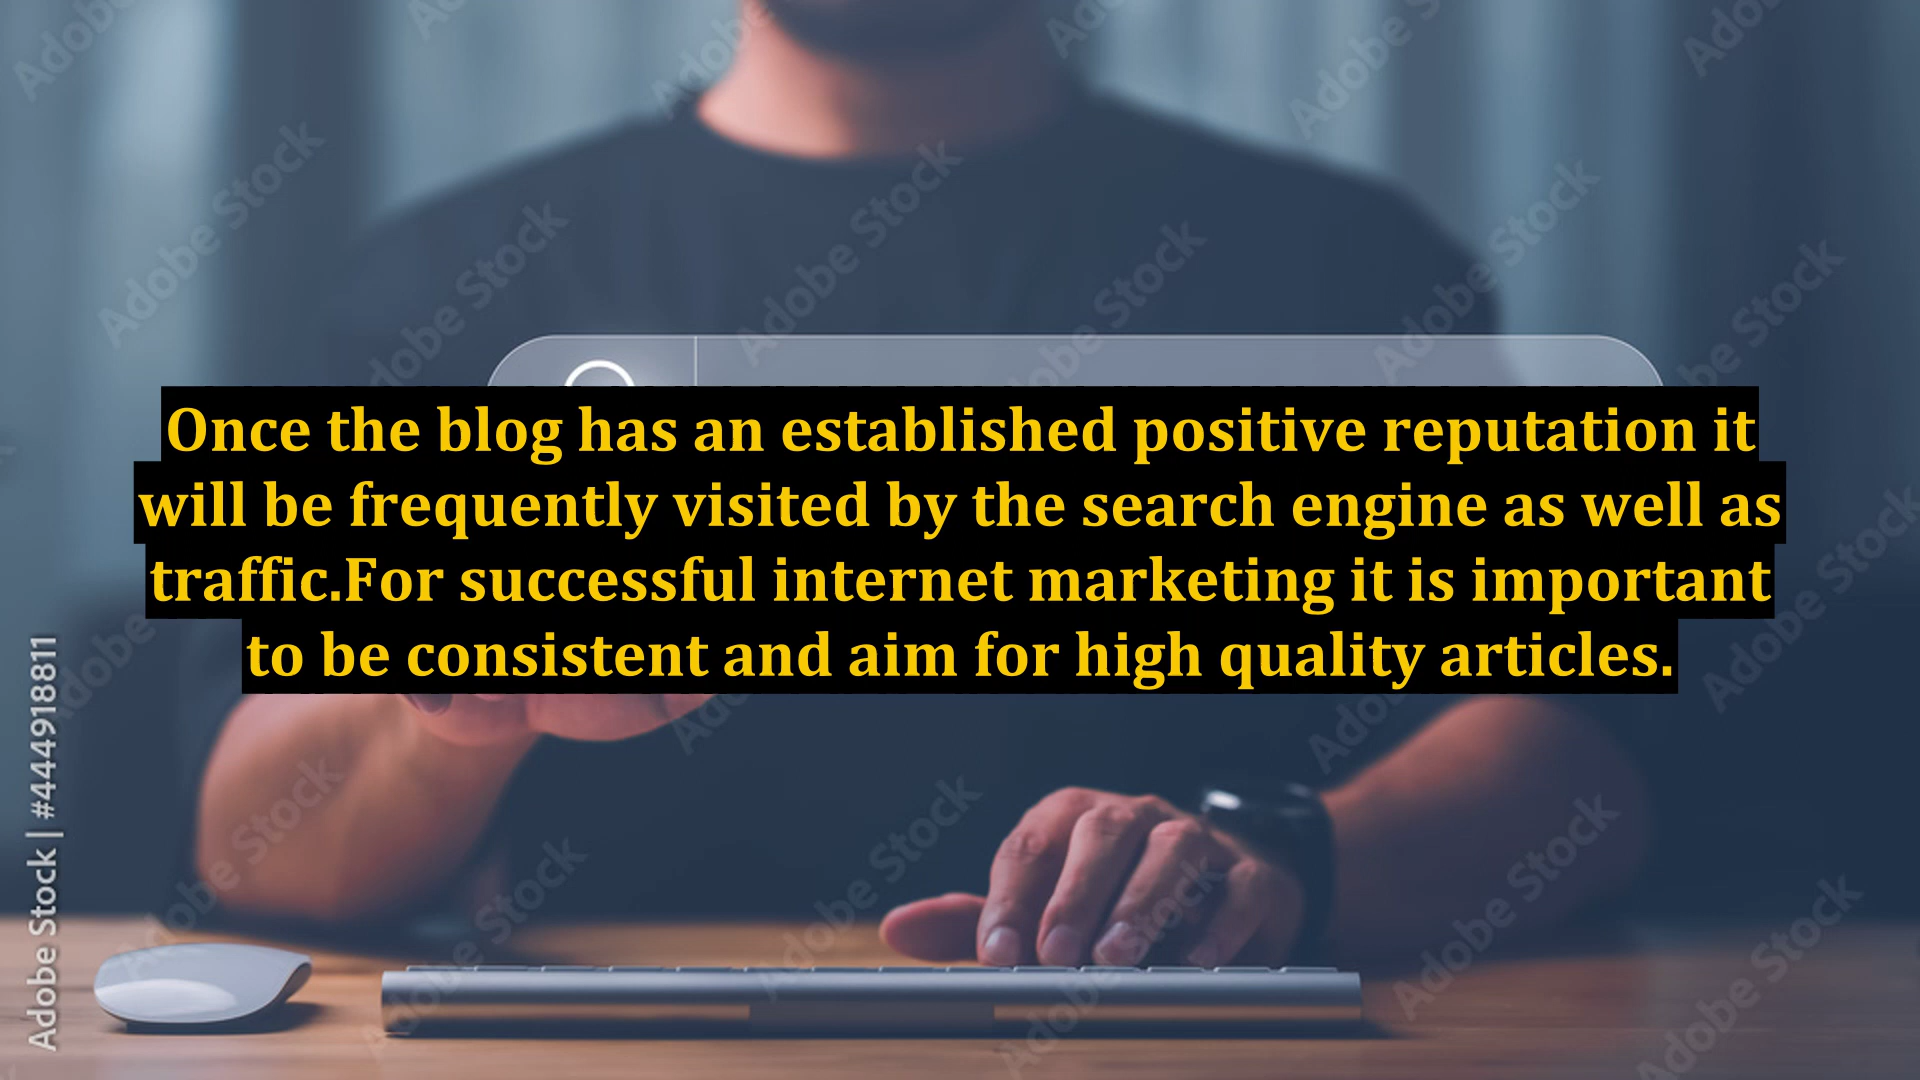 Once the blog has an established positive reputation it
will be frequently visited by the search engine as well as
traffic.For successful internet marketing it is important
to be consistent and aim for high quality articles.
Adobe Stock | #444918811
Adobe Stock